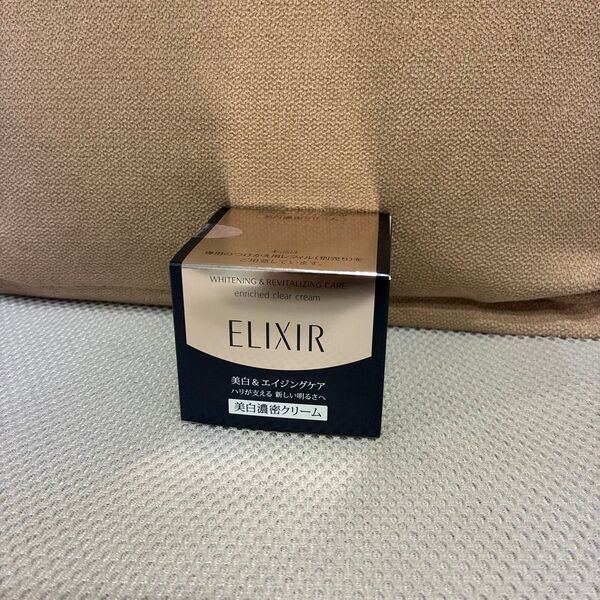 WHITENING & REVITALIZING CARE
enriched clear cream
ELIXIR
美白&エイジングケア
ハリが支える 新しい明るさへ
美白濃密クリーム